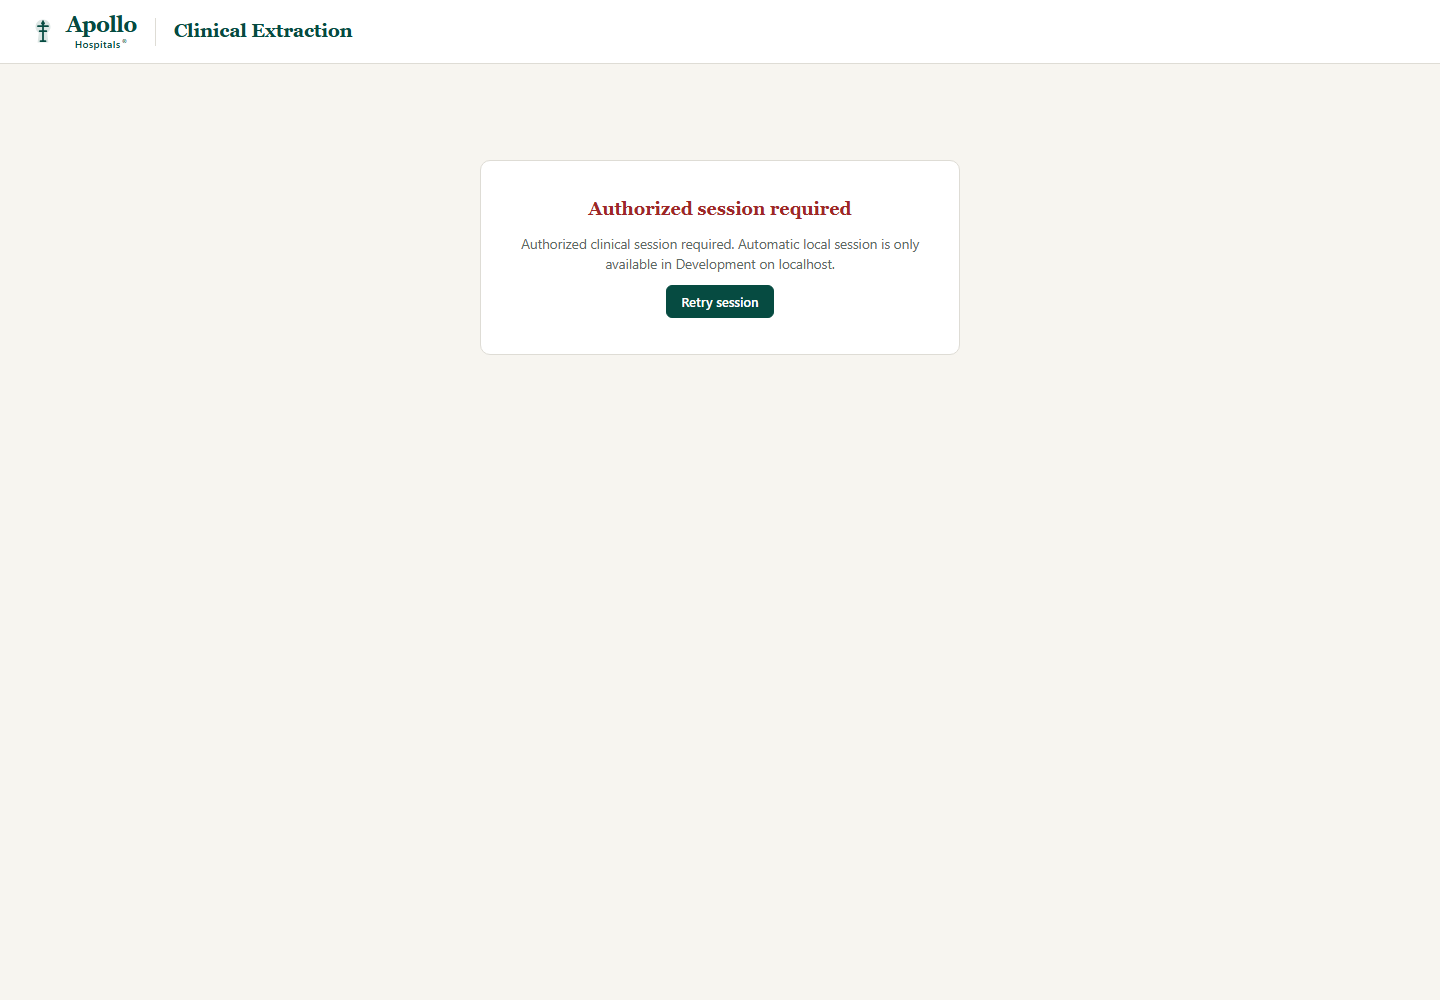 Apollo
Hospitals®
Clinical Extraction
Authorized session required
Authorized clinical session required. Automatic local session is only
available in Development on localhost.
Retry session